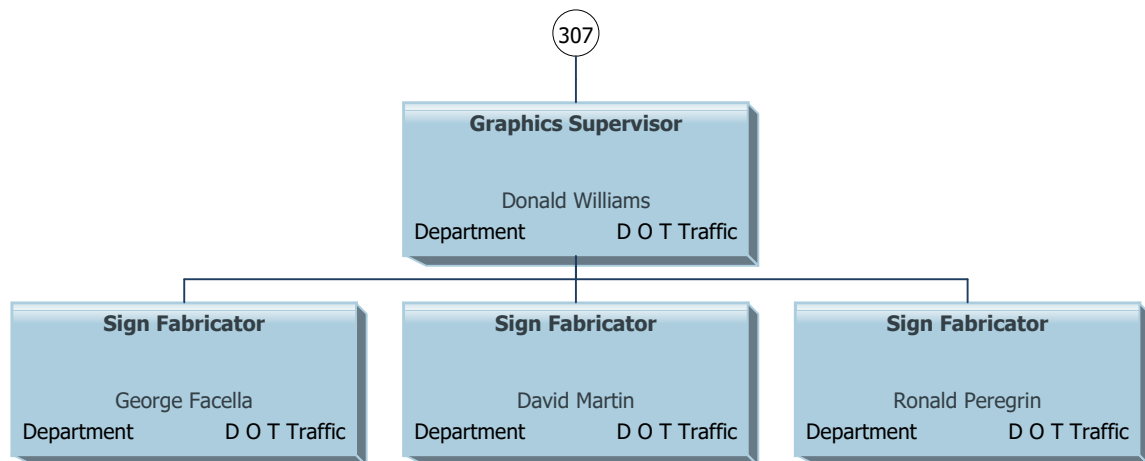 307
Graphics Supervisor
Donald Williams
Department D O T Traffic
Sign Fabricator
George Facella
Department D O T Traffic
Sign Fabricator
David Martin
Department D O T Traffic
Sign Fabricator
Ronald Peregrin
Department D O T Traffic